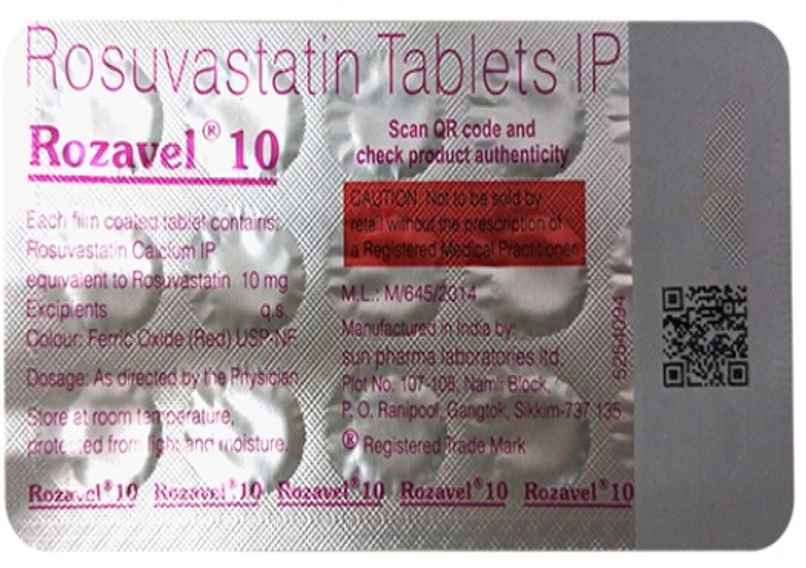 Rosuvastatin Tablets IP
Rozavel® 10
Each film coated tablet contains:
Rosuvastatin Calcium IP
equivalent to Rosuvastatin 10 mg
Excipients q.s.
Colour: Ferric Oxide (Red) USP-NF
Dosage: As directed by the Physician.
Store at room temperature,
protected from light and moisture.
Scan QR code and
check product authenticity
CAUTION: Not to be sold by
retail without the prescription of
a Registered Medical Practitioner.
M.L.: M/645/2014
Manufactured in India by:
sun pharma laboratories ltd.
Plot No. 107-108, Namli Block,
P. O. Ranipool, Gangtok, Sikkim-737 135
® Registered Trade Mark
5254094
Rozavel® 10 Rozavel® 10 Rozavel® 10 Rozavel® 10 Rozavel® 10